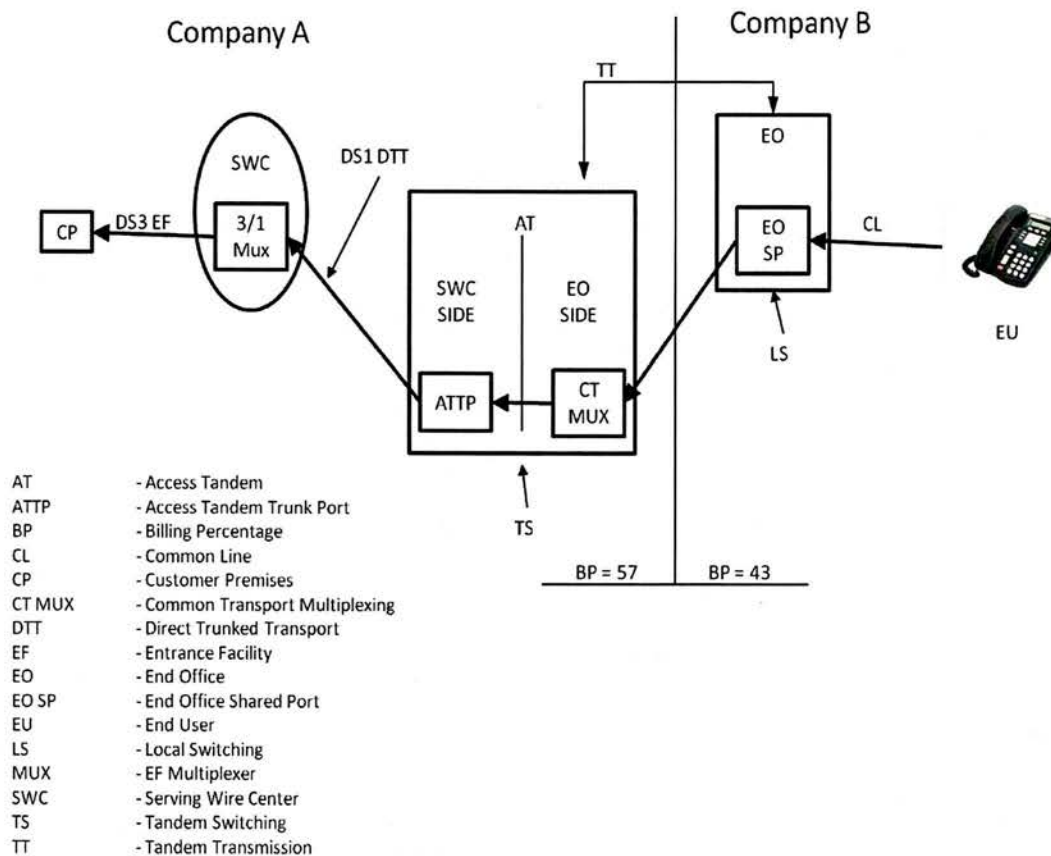 Company A
Company B
TT
EO
SWC
DS1 DTT
CP
DS3 EF
3/1
Mux
AT
EO
SP
CL
SWC
SIDE
EO
SIDE
LS
EU
ATTP
CT
MUX
TS
BP = 57
BP = 43
AT - Access Tandem
ATTP - Access Tandem Trunk Port
BP - Billing Percentage
CL - Common Line
CP - Customer Premises
CT MUX - Common Transport Multiplexing
DTT - Direct Trunked Transport
EF - Entrance Facility
EO - End Office
EO SP - End Office Shared Port
EU - End User
LS - Local Switching
MUX - EF Multiplexer
SWC - Serving Wire Center
TS - Tandem Switching
TT - Tandem Transmission